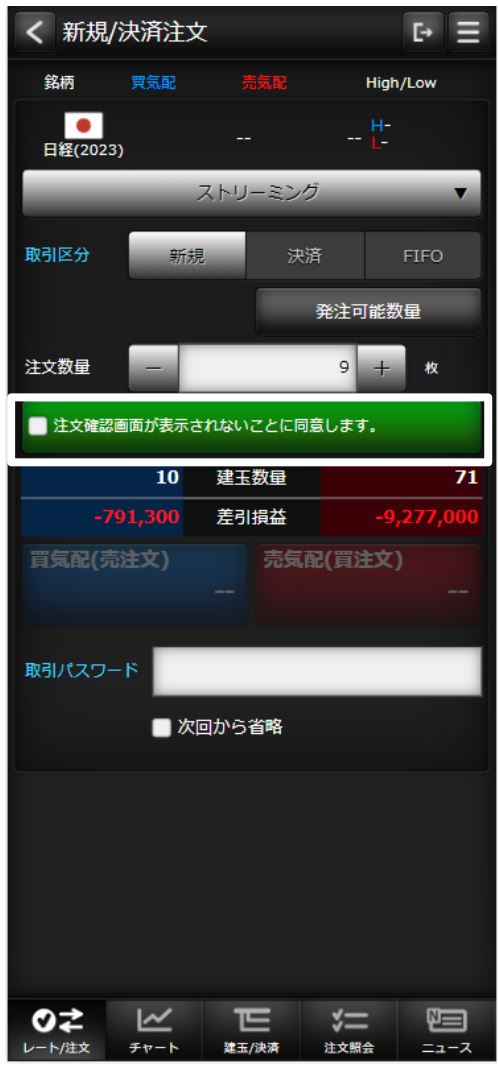 新規/決済注文
銘柄 買気配 売気配 High/Low
日経(2023) -- -- H-
L-
ストリーミング ▼
取引区分 新規 決済 FIFO
発注可能数量
注文数量 － 9 ＋ 枚
注文確認画面が表示されないことに同意します。
10 建玉数量 71
-791,300 差引損益 -9,277,000
買気配(売注文) 売気配(買注文)
-- --
取引パスワード
次回から省略
レート/注文 チャート 建玉/決済 注文照会 ニュース